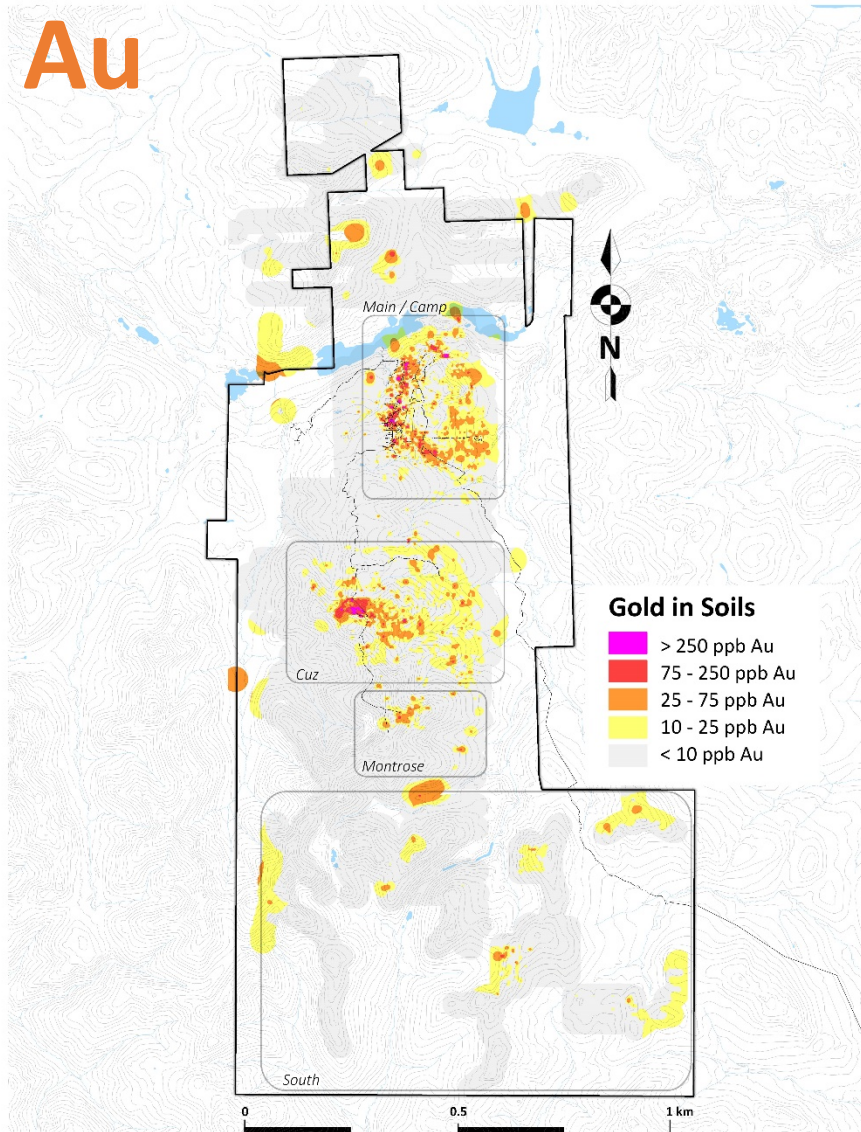 Au
Main / Camp
N
Cuz
Montrose
South
Gold in Soils
> 250 ppb Au
75 - 250 ppb Au
25 - 75 ppb Au
10 - 25 ppb Au
< 10 ppb Au
0 0.5 1 km